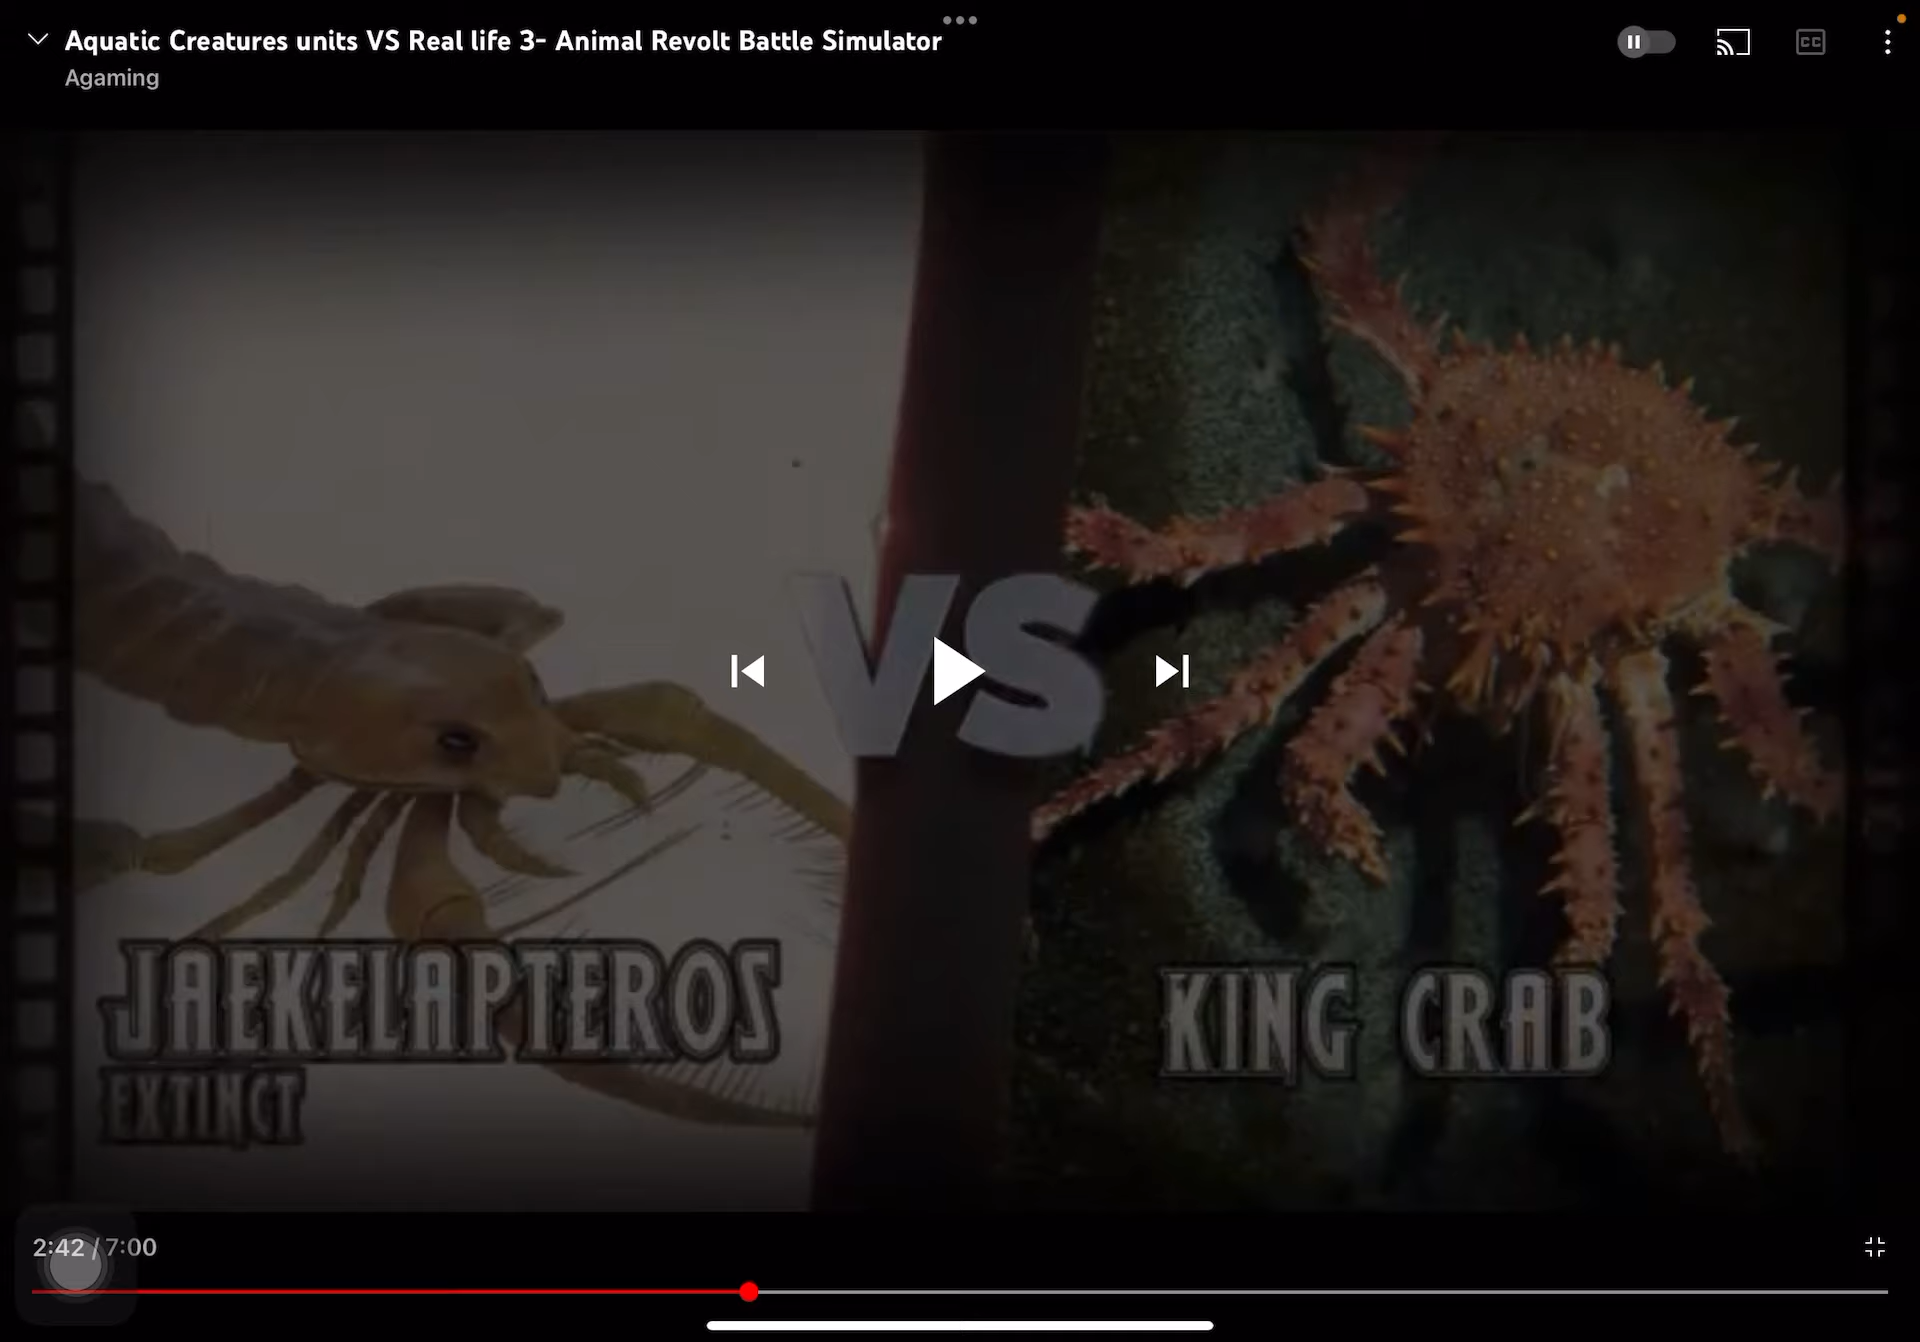 Aquatic Creatures units VS Real life 3- Animal Revolt Battle Simulator
Agaming
CC
VS
JAEKELAPTEROS
EXTINCT
KING CRAB
2:42 / 7:00